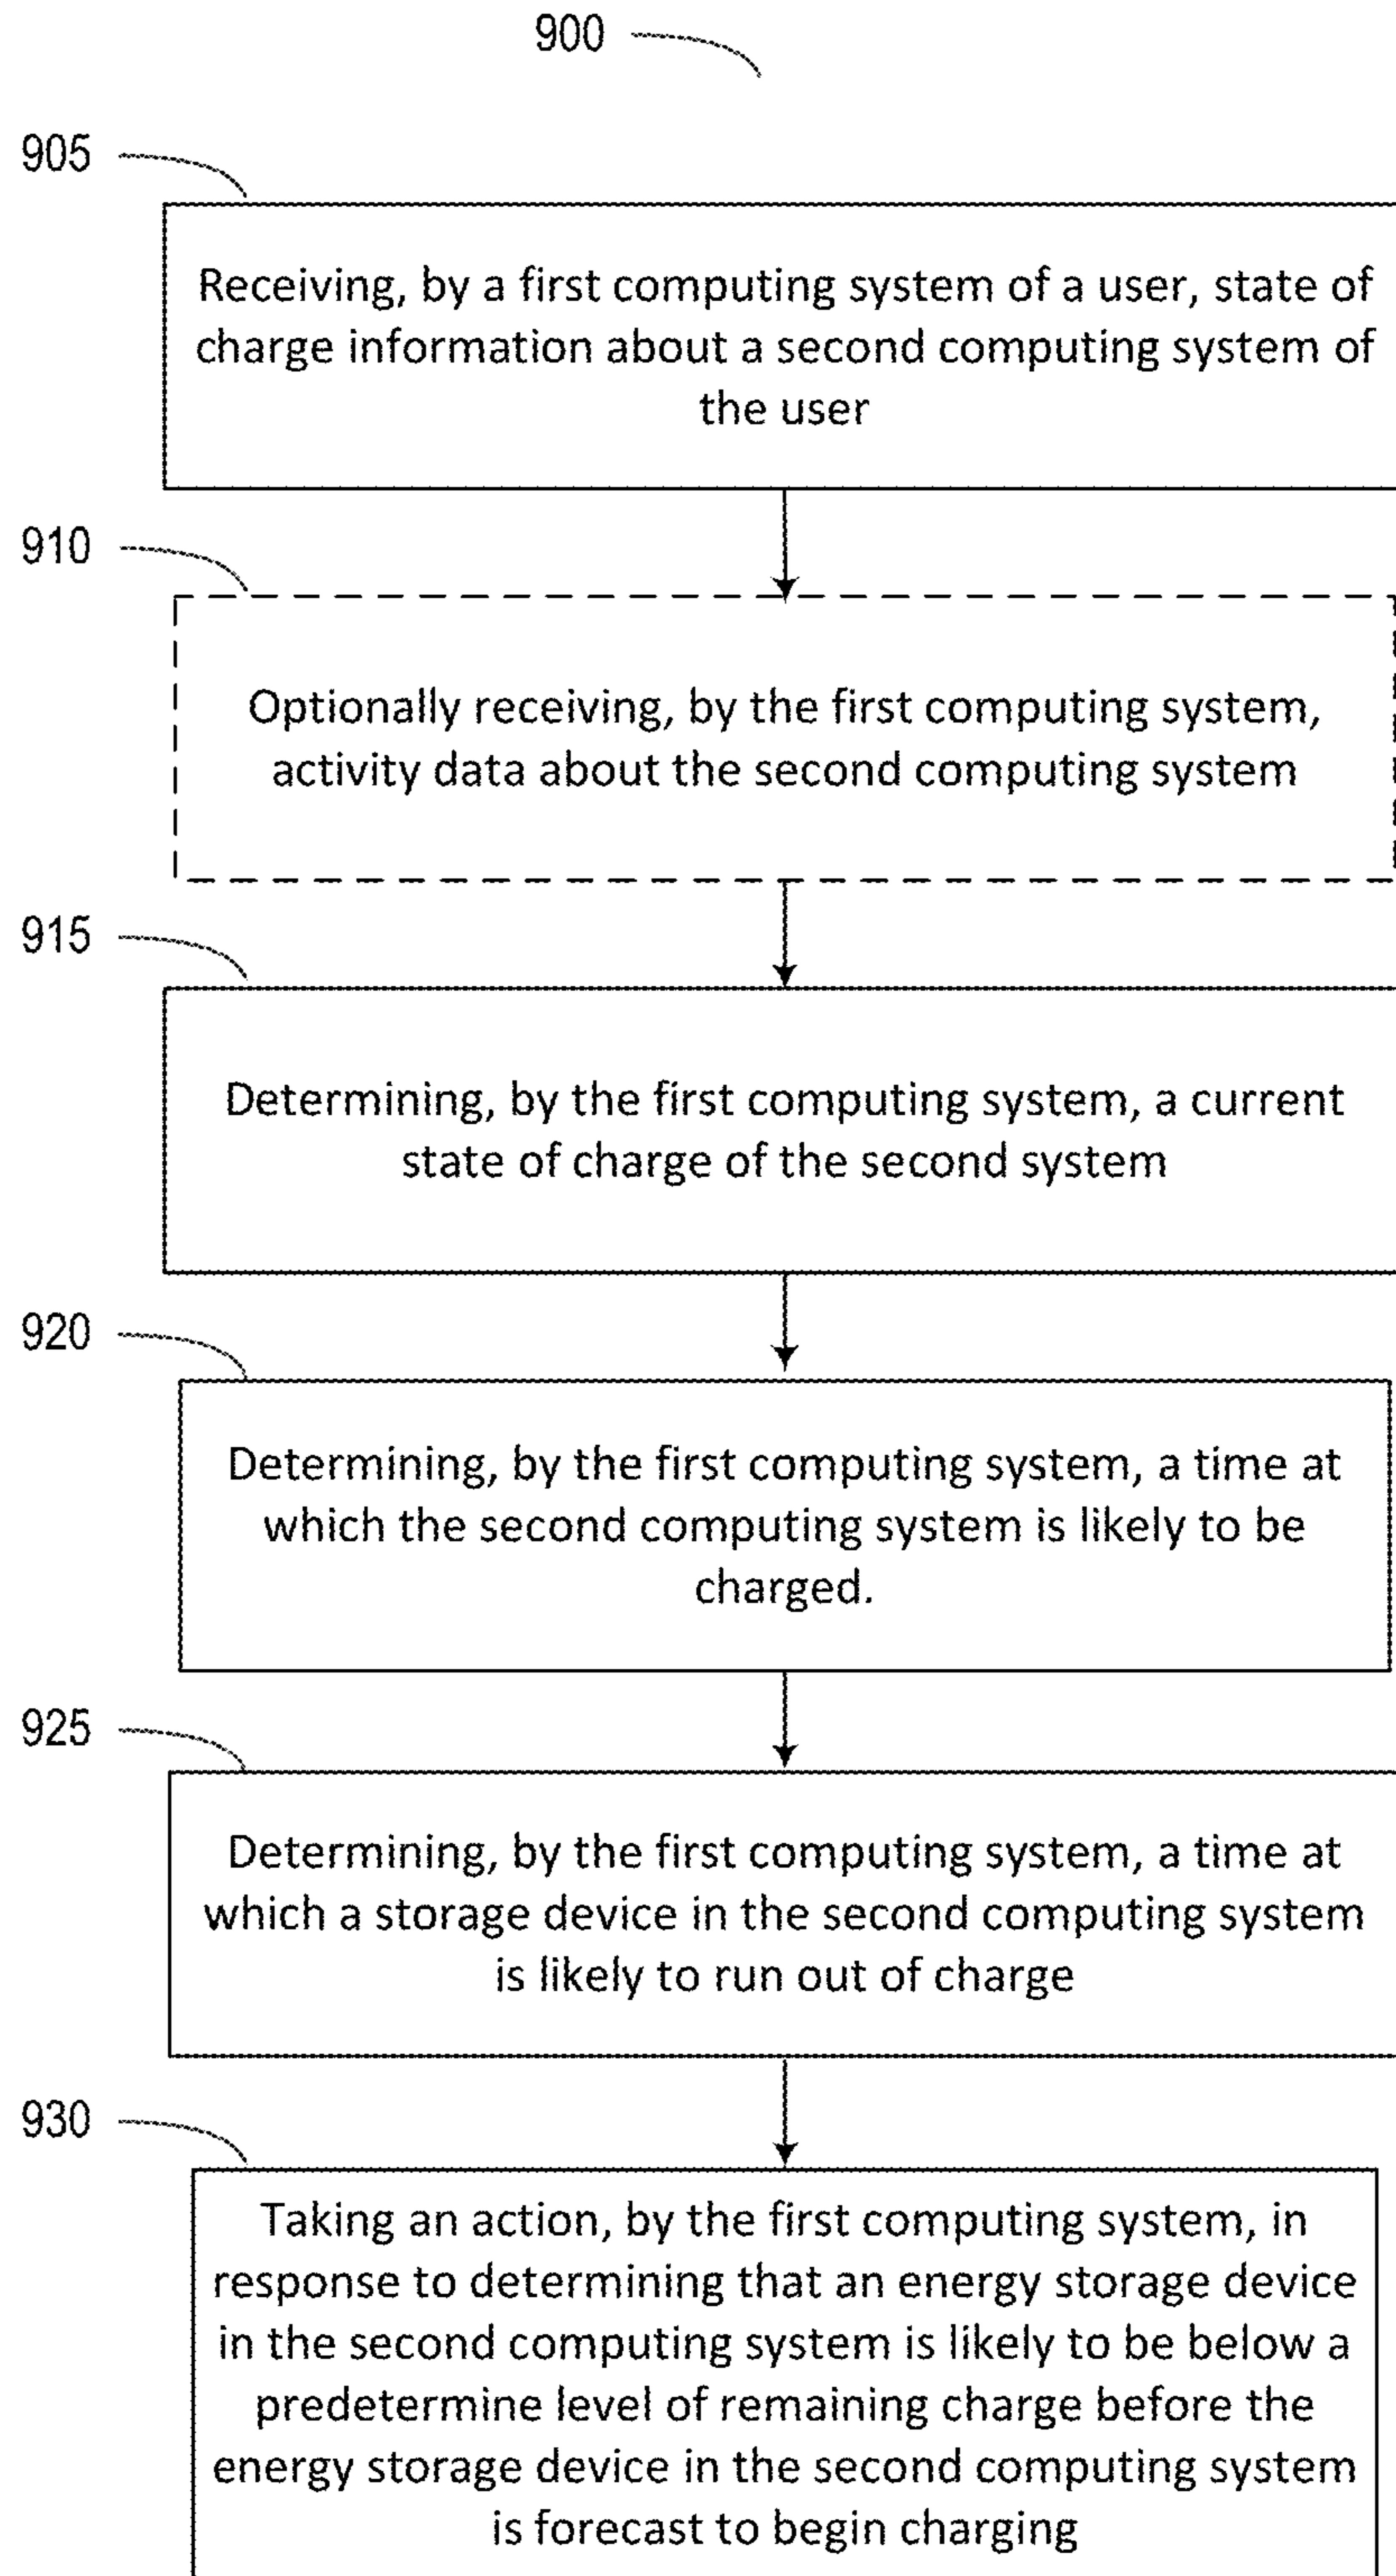 900
905
Receiving, by a first computing system of a user, state of
charge information about a second computing system of
the user
910
Optionally receiving, by the first computing system,
activity data about the second computing system
915
Determining, by the first computing system, a current
state of charge of the second system
920
Determining, by the first computing system, a time at
which the second computing system is likely to be
charged.
925
Determining, by the first computing system, a time at
which a storage device in the second computing system
is likely to run out of charge
930
Taking an action, by the first computing system, in
response to determining that an energy storage device
in the second computing system is likely to be below a
predetermine level of remaining charge before the
energy storage device in the second computing system
is forecast to begin charging